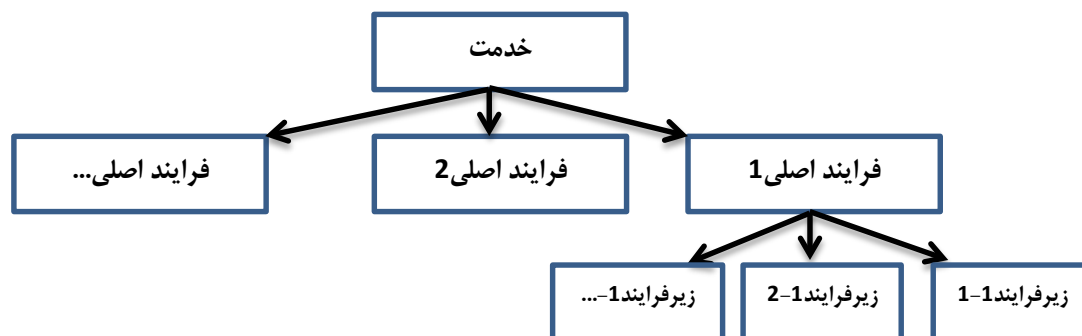 خدمت
فرایند اصلی1
فرایند اصلی2
فرایند اصلی...
زیرفرایند1-1
زیرفرایند1-2
زیرفرایند1-...